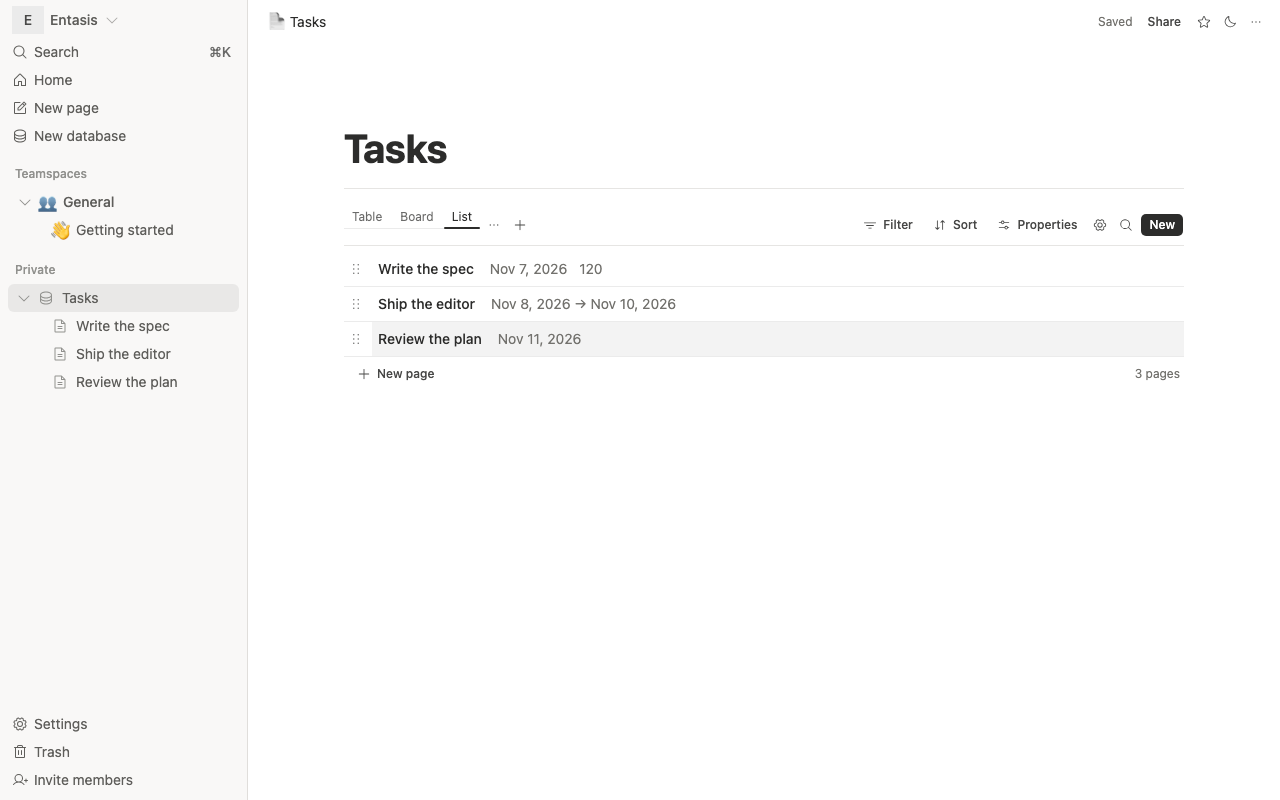 E Entasis
Search ⌘K
Home
New page
New database
Teamspaces
General
Getting started
Private
Tasks
Write the spec
Ship the editor
Review the plan
Settings
Trash
Invite members
Tasks
Saved Share
Tasks
Table Board List
Filter Sort Properties New
Write the spec Nov 7, 2026 120
Ship the editor Nov 8, 2026 → Nov 10, 2026
Review the plan Nov 11, 2026
New page 3 pages